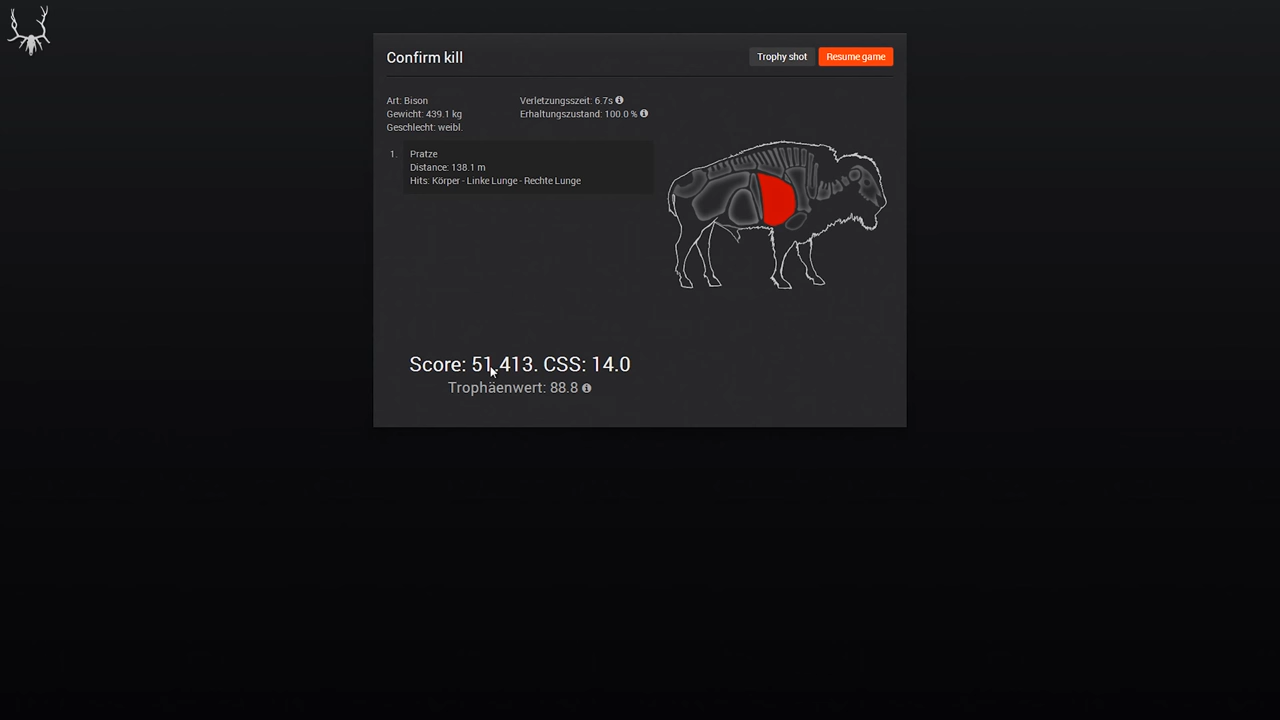 Confirm kill
Trophy shot
Resume game
Art: Bison
Verletzungsszeit: 6.7s
Gewicht: 439.1 kg
Erhaltungszustand: 100.0 %
Geschlecht: weibl.
1. Pratze
Distance: 138.1 m
Hits: Körper - Linke Lunge - Rechte Lunge
Score: 51.413. CSS: 14.0
Trophäenwert: 88.8